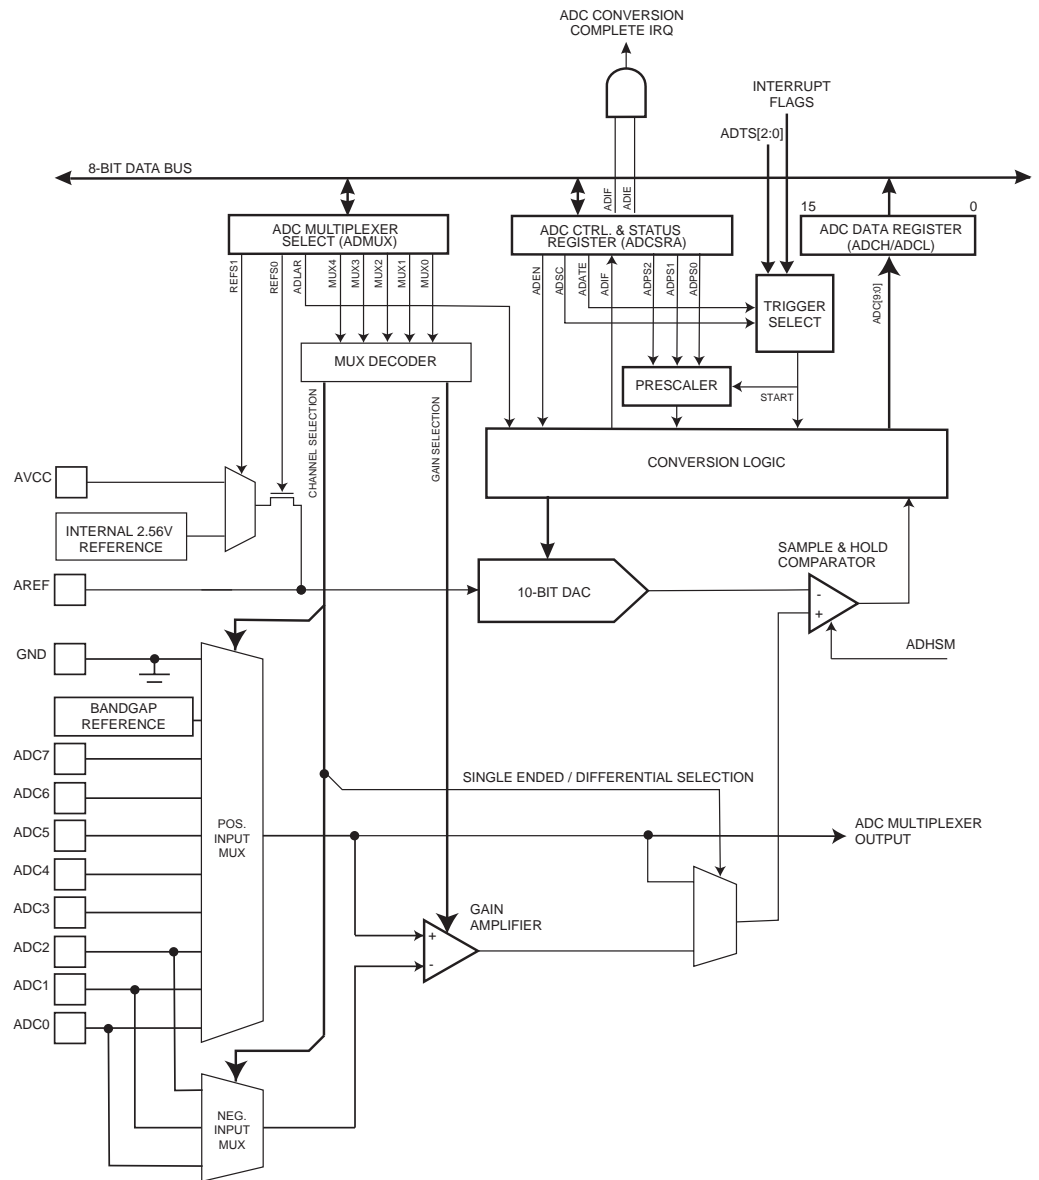 ADC CONVERSION
COMPLETE IRQ
INTERRUPT
FLAGS
ADTS[2:0]
8-BIT DATA BUS
ADIF
ADIE
15
0
ADC MULTIPLEXER
SELECT (ADMUX)
ADC CTRL. & STATUS
REGISTER (ADCSRA)
ADC DATA REGISTER
(ADCH/ADCL)
REFS1
REFS0
ADLAR
MUX4
MUX3
MUX2
MUX1
MUX0
ADEN
ADSC
ADATE
ADIF
ADPS2
ADPS1
ADPS0
ADC[9:0]
TRIGGER
SELECT
MUX DECODER
PRESCALER
START
CHANNEL SELECTION
GAIN SELECTION
CONVERSION LOGIC
AVCC
INTERNAL 2.56V
REFERENCE
SAMPLE & HOLD
COMPARATOR
AREF
10-BIT DAC
-
+
ADHSM
GND
BANDGAP
REFERENCE
ADC7
SINGLE ENDED / DIFFERENTIAL SELECTION
ADC6
ADC5
POS.
INPUT
MUX
ADC MULTIPLEXER
OUTPUT
ADC4
ADC3
GAIN
AMPLIFIER
ADC2
+
-
ADC1
ADC0
NEG.
INPUT
MUX